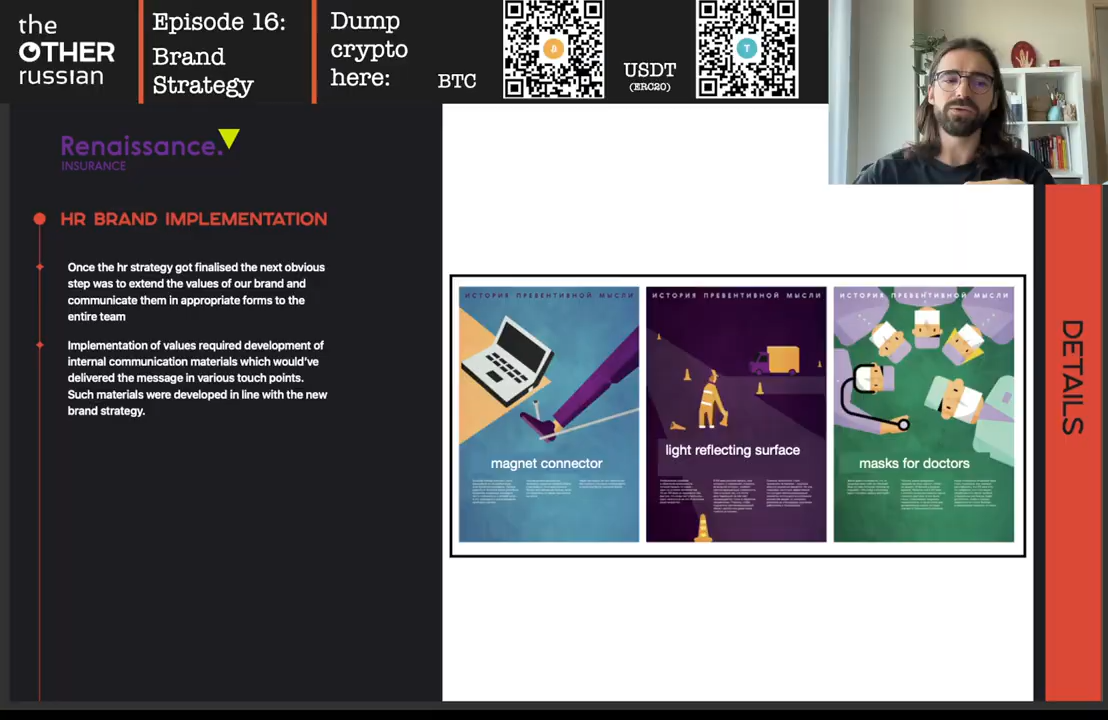 the
OTHER
russian
Episode 16:
Brand
Strategy
Dump
crypto
here:
BTC
USDT
(ERC20)
Renaissance.
INSURANCE
HR BRAND IMPLEMENTATION
Once the hr strategy got finalised the next obvious
step was to extend the values of our brand and
communicate them in appropriate forms to the
entire team
Implementation of values required development of
internal communication materials which would've
delivered the message in various touch points.
Such materials were developed in line with the new
brand strategy.
ИСТОРИЯ ПРЕВЕНТИВНОЙ МЫСЛИ
magnet connector
ИСТОРИЯ ПРЕВЕНТИВНОЙ МЫСЛИ
light reflecting surface
ИСТОРИЯ ПРЕВЕНТИВНОЙ МЫСЛИ
masks for doctors
DETAILS